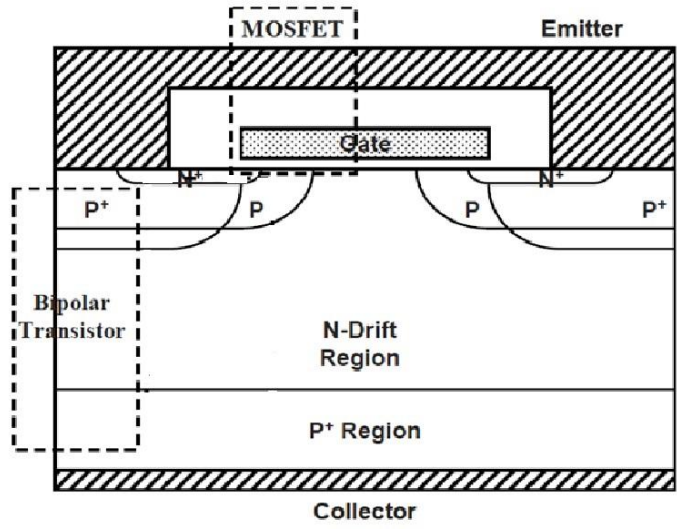 MOSFET
Emitter
Gate
N⁺
N⁺
P⁺
P
P
P⁺
Bipolar
Transistor
N-Drift
Region
P⁺ Region
Collector